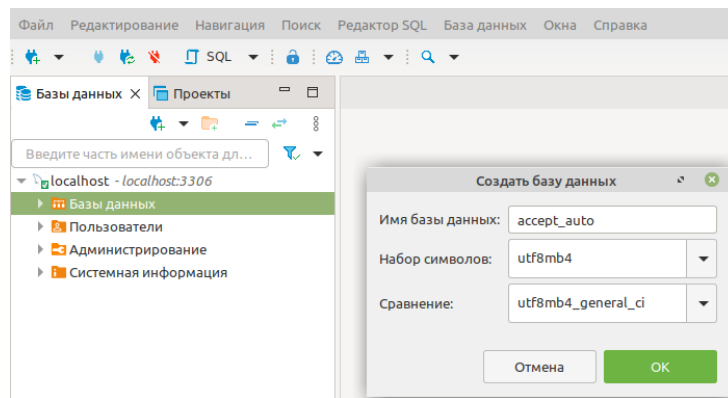 Файл Редактирование Навигация Поиск Редактор SQL База данных Окна Справка
SQL
Базы данных Проекты
Введите часть имени объекта дл...
localhost - localhost:3306
Базы данных
Пользователи
Администрирование
Системная информация
Создать базу данных
Имя базы данных: accept_auto
Набор символов: utf8mb4
Сравнение: utf8mb4_general_ci
Отмена OK